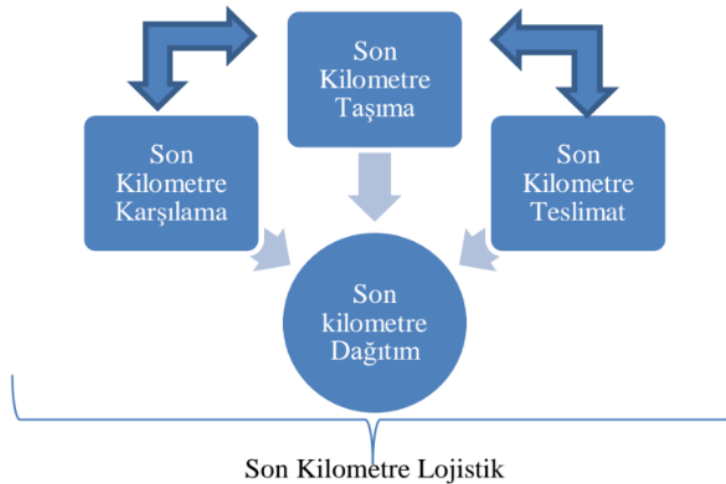 Son
Kilometre
Taşıma
Son
Kilometre
Karşılama
Son
Kilometre
Teslimat
Son
kilometre
Dağıtım
Son Kilometre Lojistik